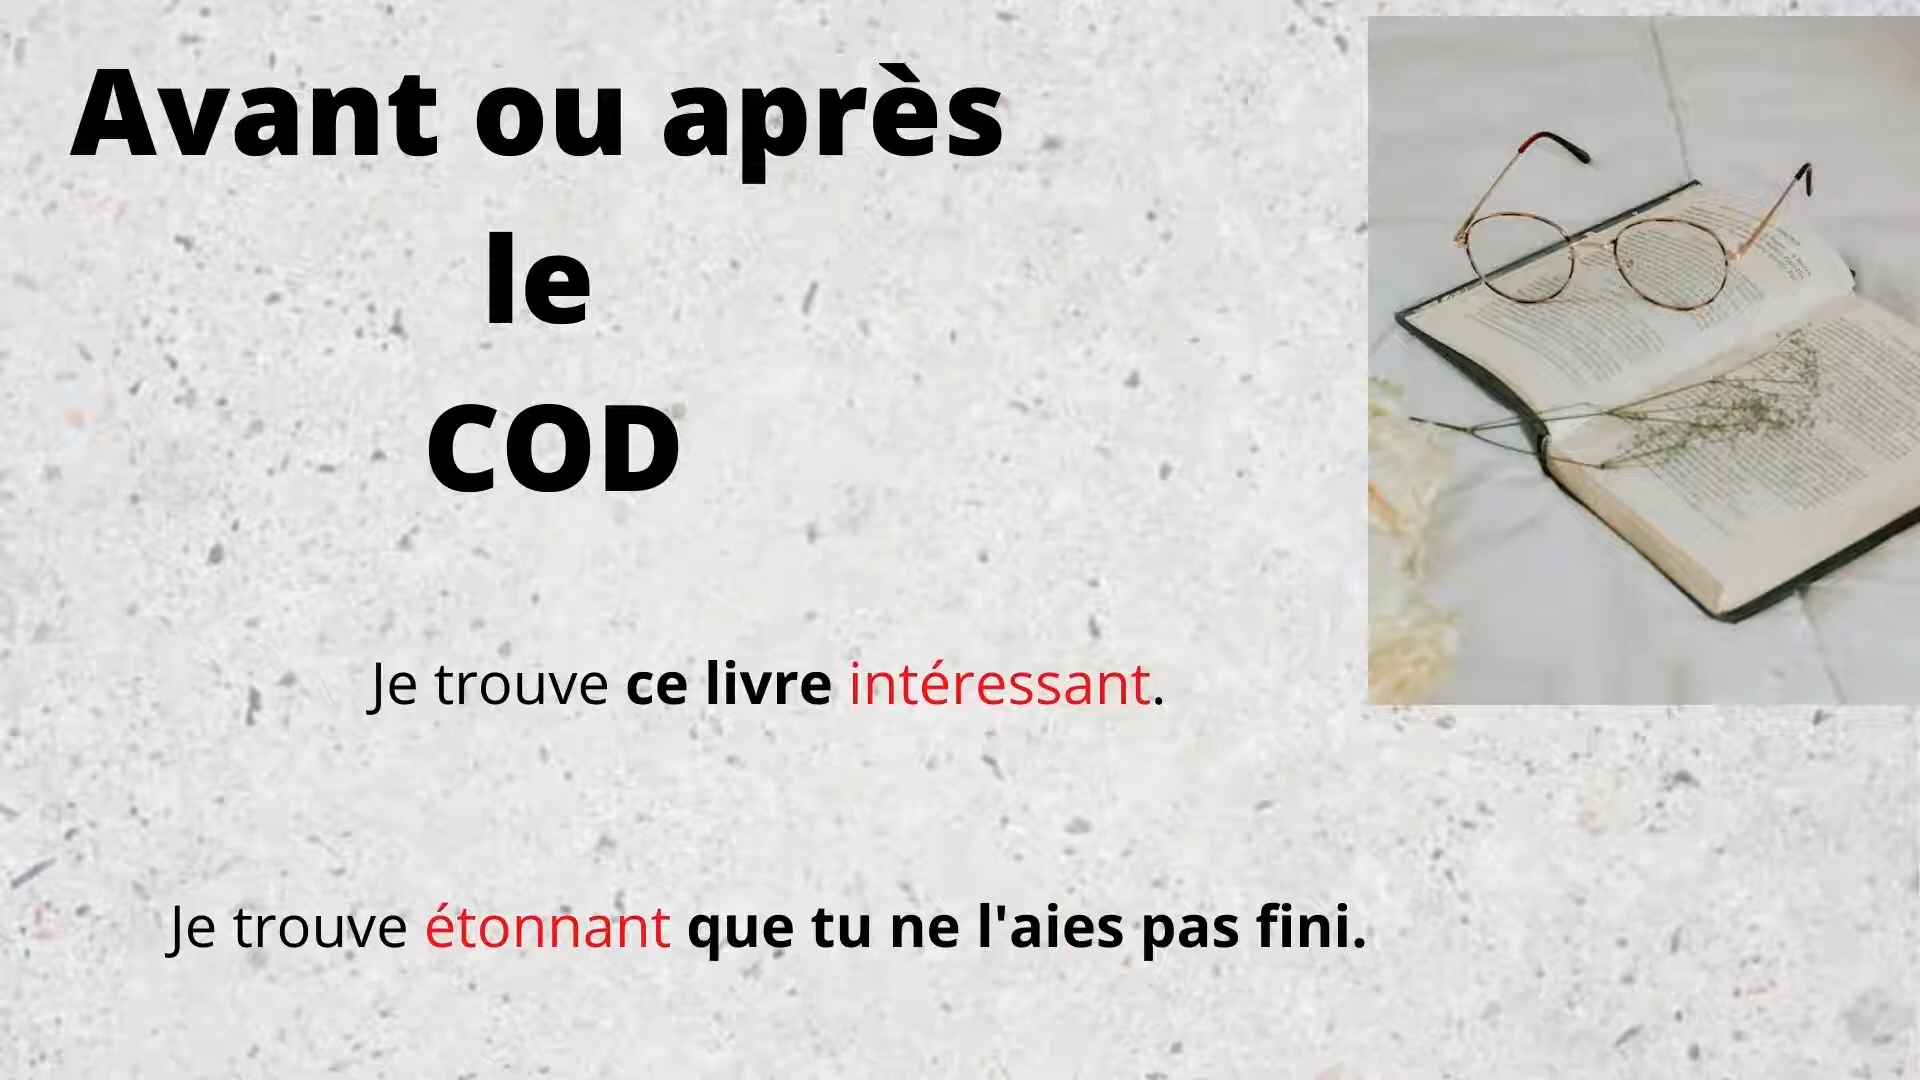 Avant ou après
le
COD
Je trouve ce livre intéressant.
Je trouve étonnant que tu ne l'aies pas fini.